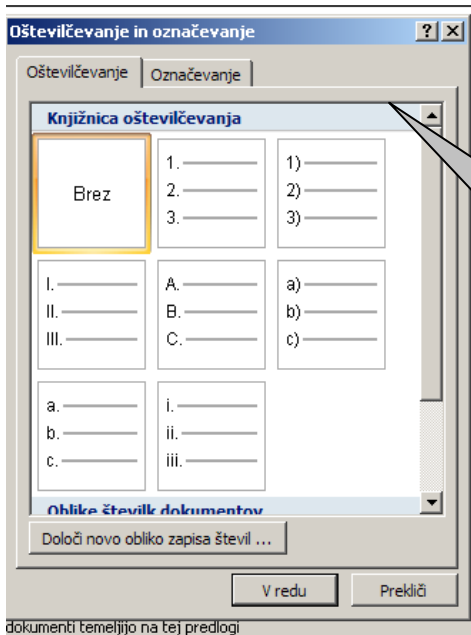 Oštevilčevanje in označevanje
Oštevilčevanje Označevanje
Knjižnica oštevilčevanja
Brez
1.
2.
3.
1)
2)
3)
I.
II.
III.
A.
B.
C.
a)
b)
c)
a.
b.
c.
i.
ii.
iii.
Oblike številk dokumentov
Določi novo obliko zapisa števil ...
V redu Prekliči
dokumenti temeljijo na tej predlogi